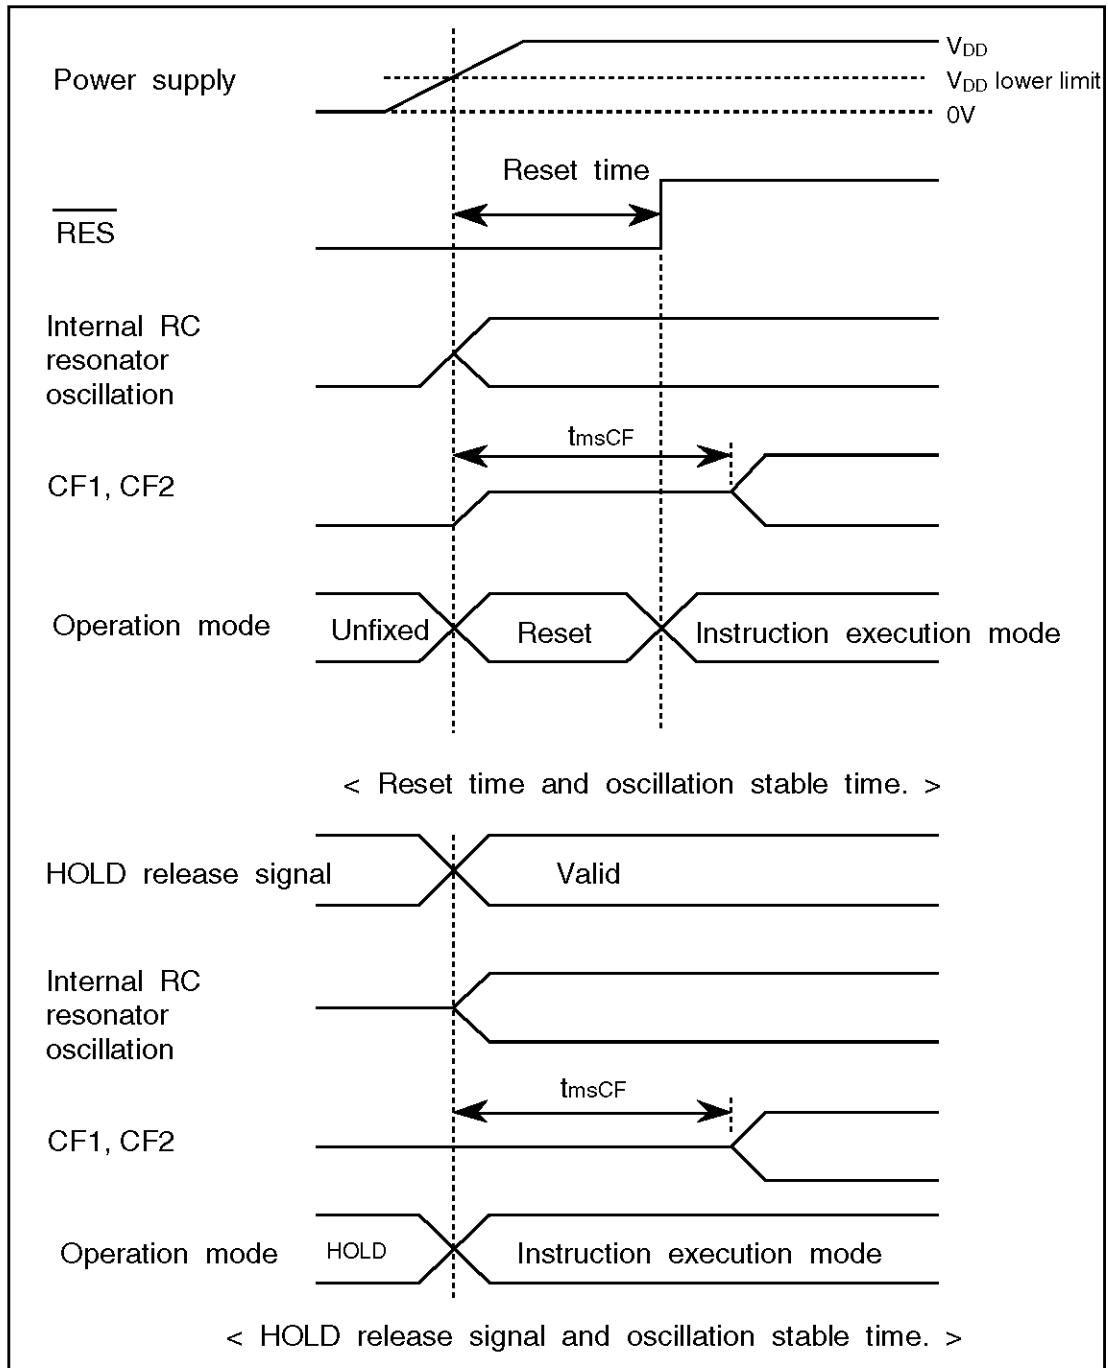 Power supply
VDD
VDD lower limit
0V
Reset time
RES
Internal RC
resonator
oscillation
tmsCF
CF1, CF2
Operation mode
Unfixed
Reset
Instruction execution mode
< Reset time and oscillation stable time. >
HOLD release signal
Valid
Internal RC
resonator
oscillation
tmsCF
CF1, CF2
Operation mode
HOLD
Instruction execution mode
< HOLD release signal and oscillation stable time. >